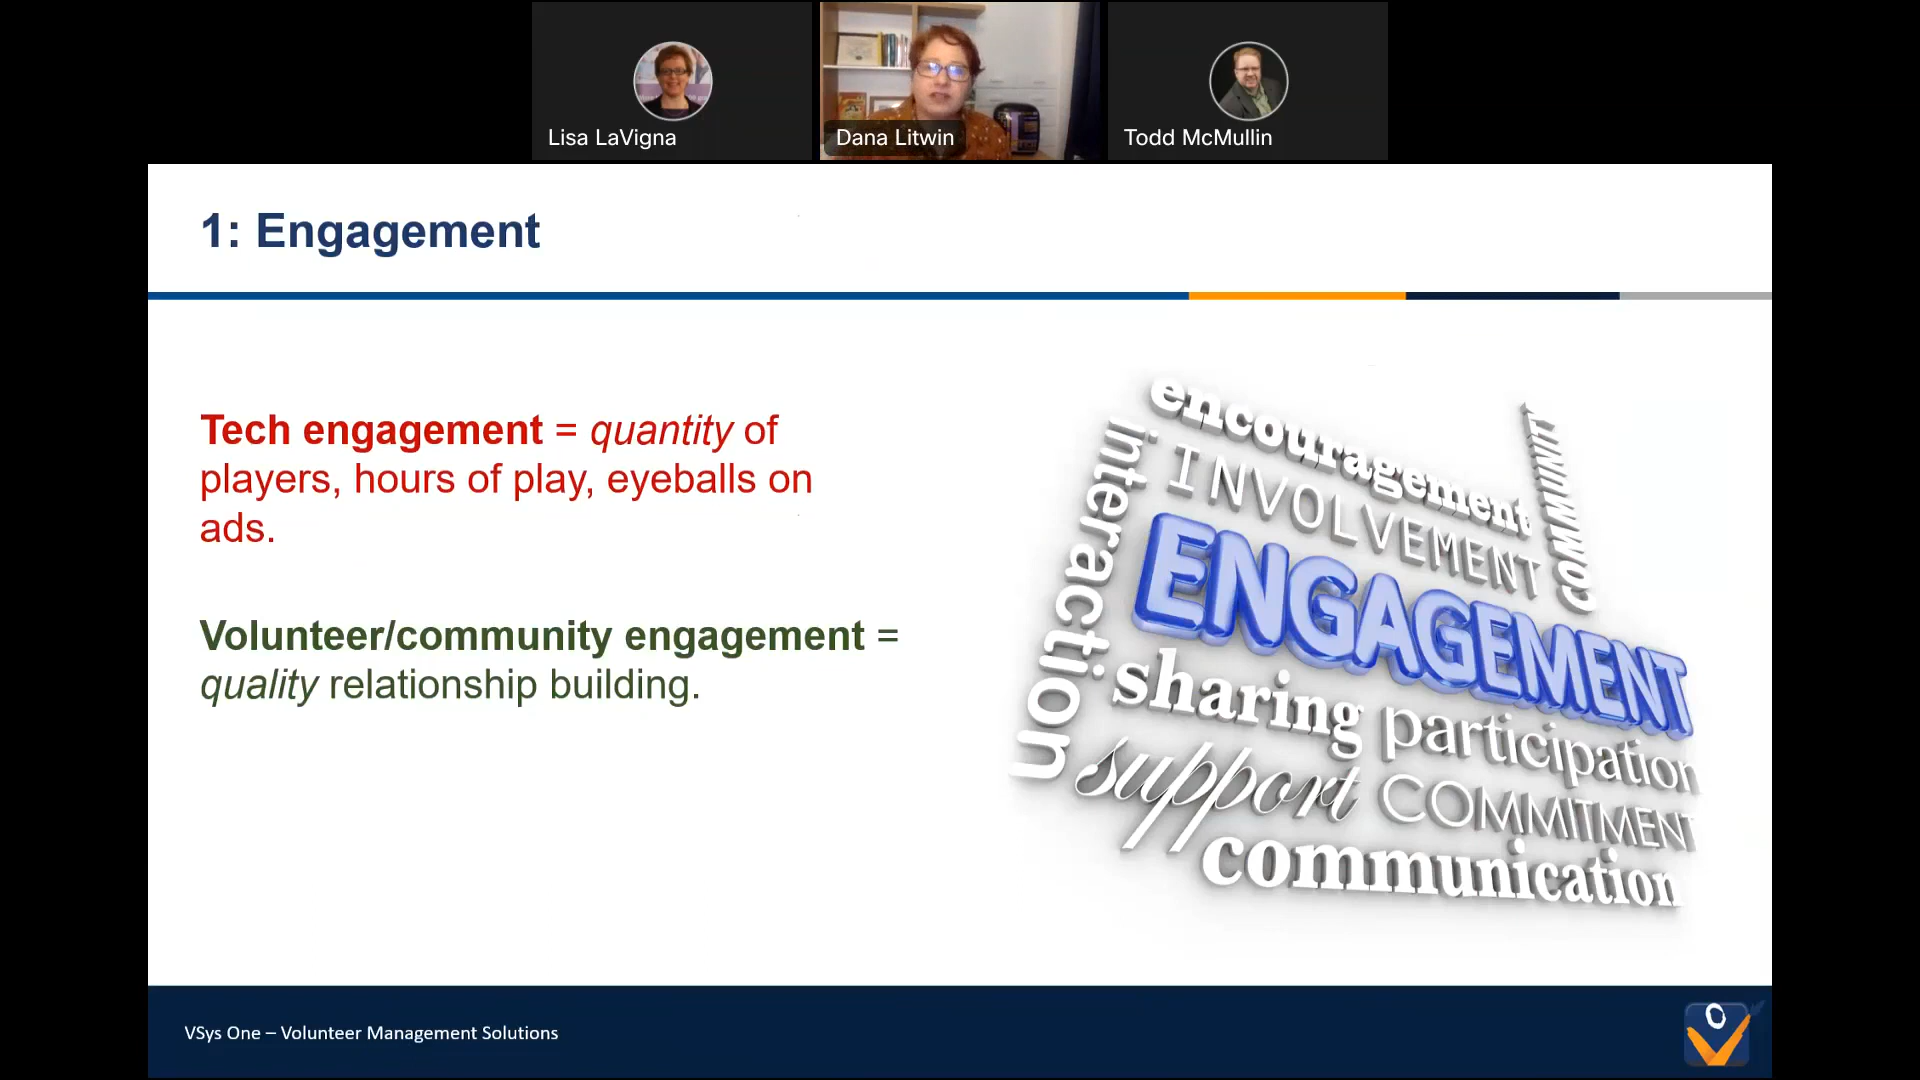 Lisa LaVigna
Dana Litwin
Todd McMullin
1: Engagement
Tech engagement = quantity of
players, hours of play, eyeballs on
ads.
Volunteer/community engagement =
quality relationship building.
encouragement
INVOLVEMENT
COMMUNITY
interaction
ENGAGEMENT
sharing participation
support COMMITMENT
communication
VSys One – Volunteer Management Solutions